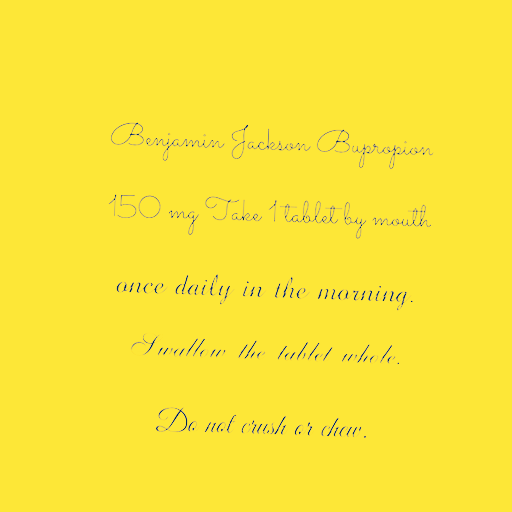 Benjamin Jackson Bupropion
150 mg Take 1 tablet by mouth
once daily in the morning.
Swallow the tablet whole.
Do not crush or chew.